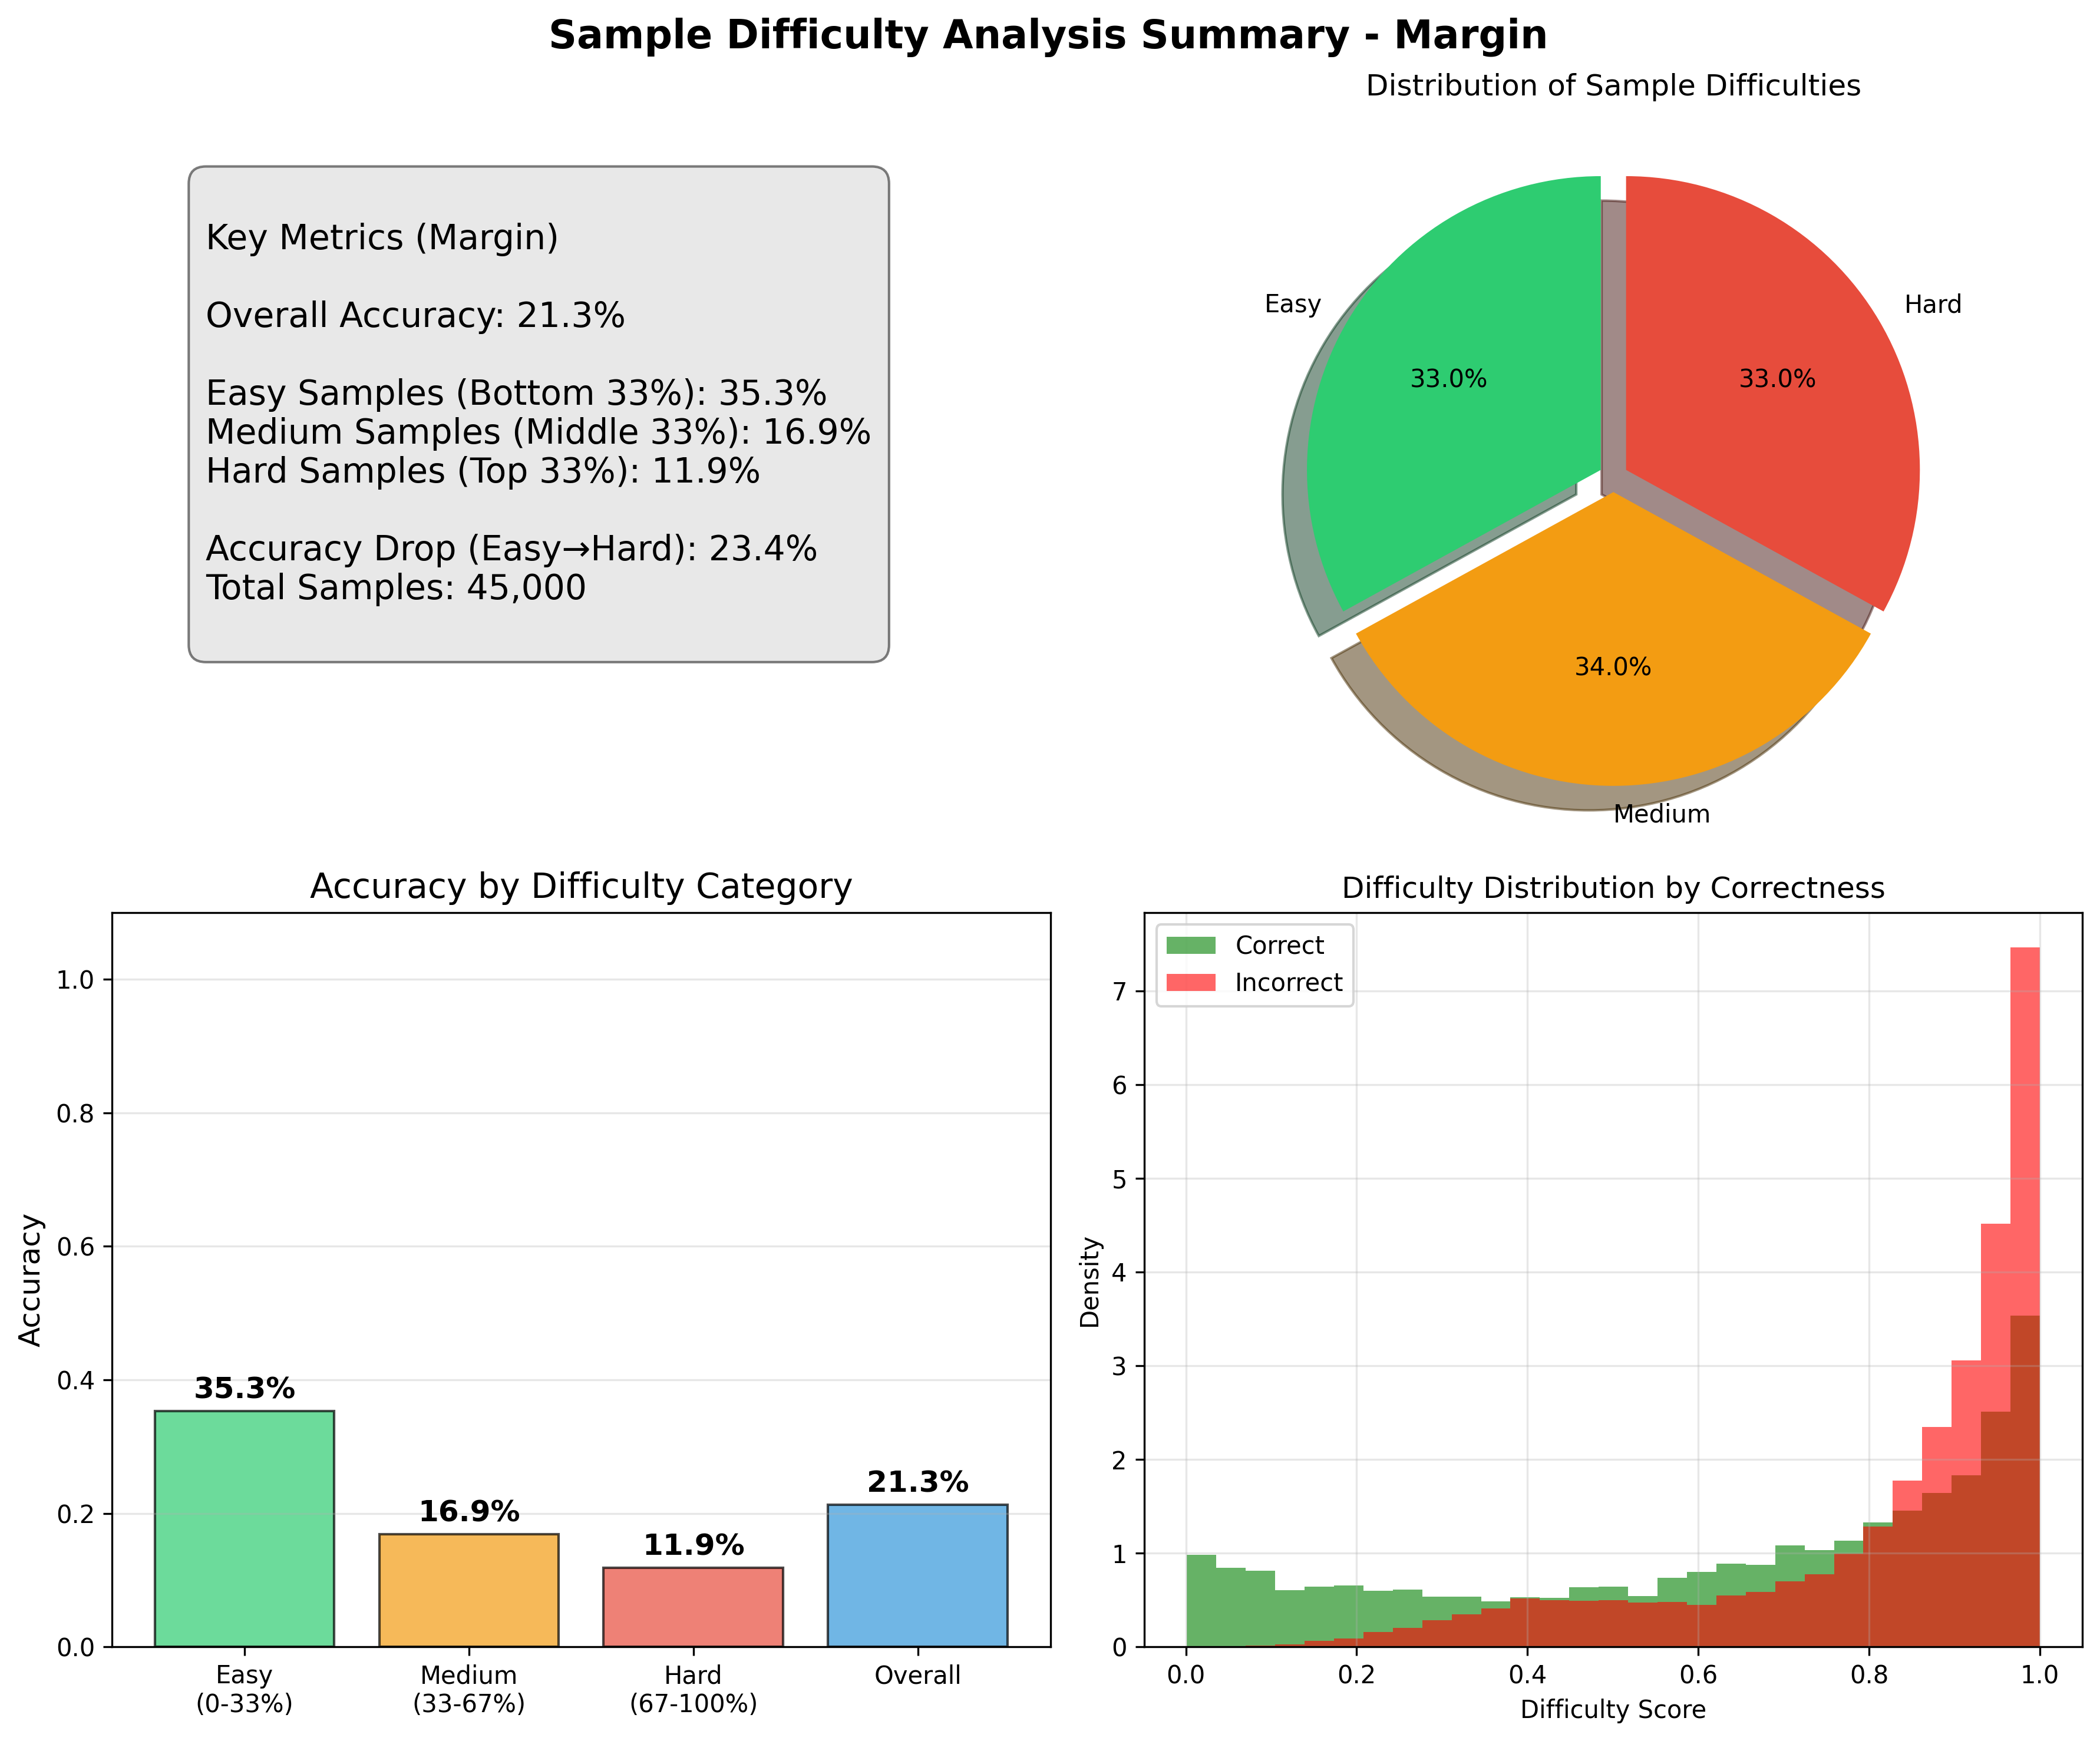 Sample Difficulty Analysis Summary - Margin
Key Metrics (Margin)
Overall Accuracy: 21.3%
Easy Samples (Bottom 33%): 35.3%
Medium Samples (Middle 33%): 16.9%
Hard Samples (Top 33%): 11.9%
Accuracy Drop (Easy→Hard): 23.4%
Total Samples: 45,000
Distribution of Sample Difficulties
Easy
Hard
33.0%
33.0%
34.0%
Medium
Accuracy by Difficulty Category
Accuracy
1.0
0.8
0.6
0.4
0.2
0.0
35.3%
16.9%
11.9%
21.3%
Easy
(0-33%)
Medium
(33-67%)
Hard
(67-100%)
Overall
Difficulty Distribution by Correctness
Correct
Incorrect
Density
7
6
5
4
3
2
1
0
0.0 0.2 0.4 0.6 0.8 1.0
Difficulty Score